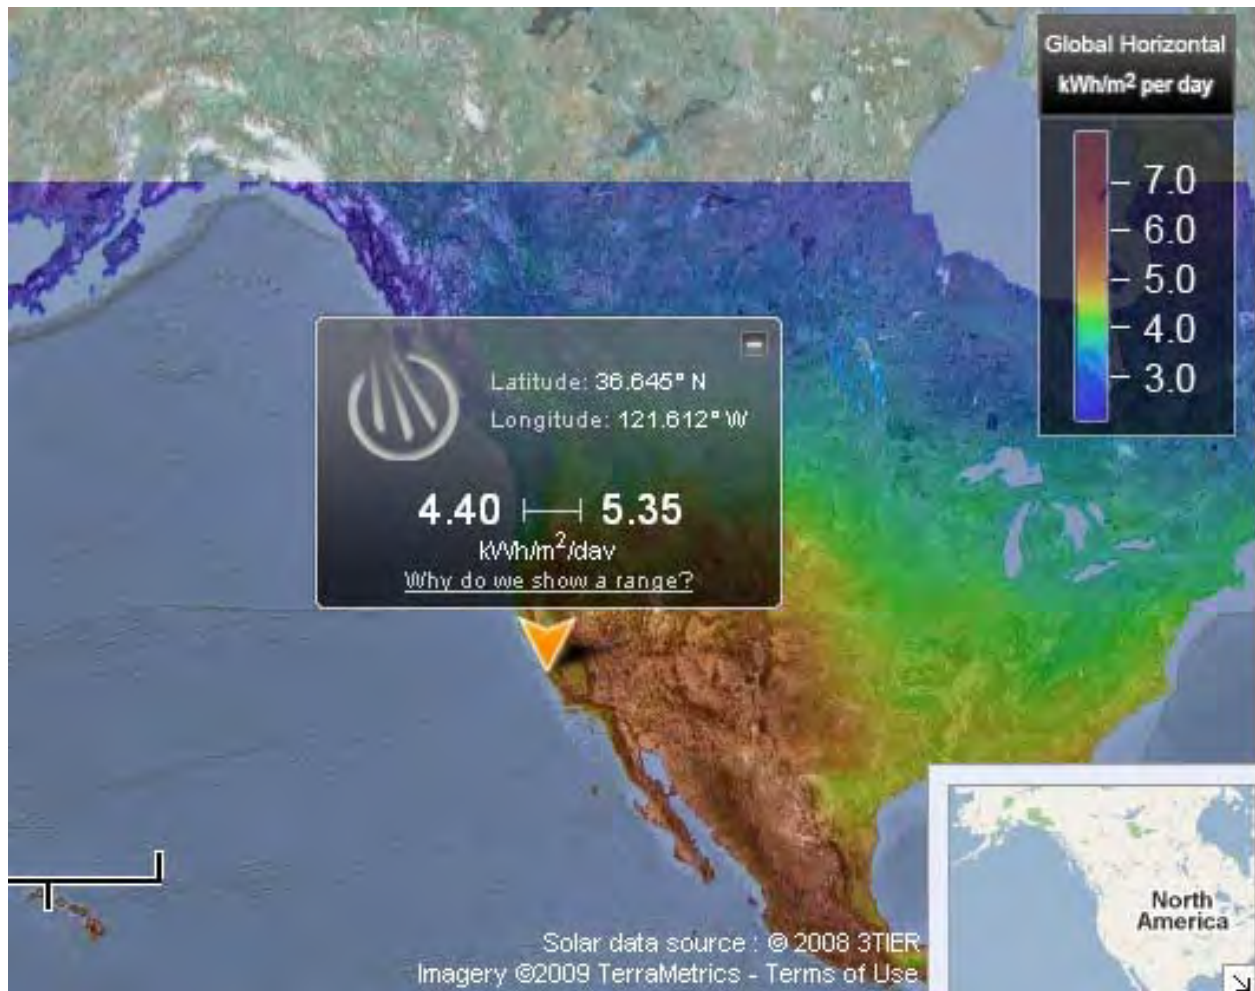 Global Horizontal
kWh/m² per day
7.0
6.0
5.0
4.0
3.0
Latitude: 36.645° N
Longitude: 121.612° W
4.40 5.35
kWh/m²/day
Why do we show a range?
Solar data source : © 2008 3TIER
Imagery ©2009 TerraMetrics - Terms of Use
North
America